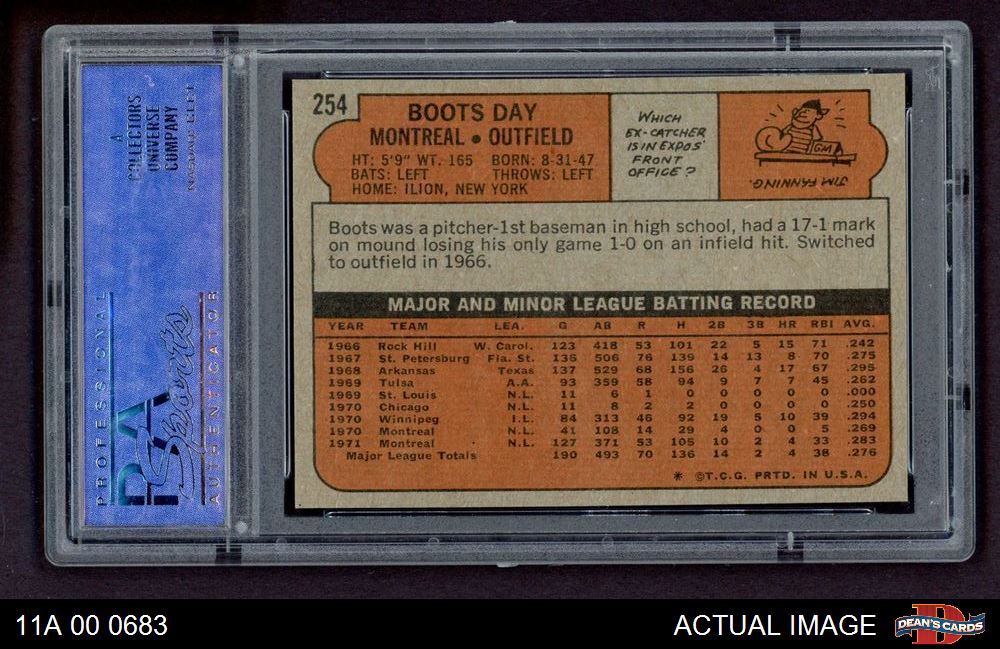 A
COLLECTORS
UNIVERSE
COMPANY
NASDAQ: CLCT
PROFESSIONAL
PSA
Sports
AUTHENTICATOR
254
BOOTS DAY
MONTREAL • OUTFIELD
HT: 5'9" WT. 165 BORN: 8-31-47
BATS: LEFT THROWS: LEFT
HOME: ILION, NEW YORK
WHICH
EX-CATCHER
IS IN EXPOS'
FRONT
OFFICE?
GM
JIM FANNING.
Boots was a pitcher-1st baseman in high school, had a 17-1 mark
on mound losing his only game 1-0 on an infield hit. Switched
to outfield in 1966.
MAJOR AND MINOR LEAGUE BATTING RECORD
YEAR TEAM LEA. G AB R H 2B 3B HR RBI AVG.
1966 Rock Hill W. Carol. 123 418 53 101 22 5 15 71 .242
1967 St. Petersburg Fla. St. 136 506 76 139 14 13 8 70 .275
1968 Arkansas Texas 137 529 68 156 26 4 17 67 .295
1969 Tulsa A.A. 93 359 58 94 9 7 7 45 .262
1969 St. Louis N.L. 11 6 1 0 0 0 0 0 .000
1970 Chicago N.L. 11 8 2 2 0 0 0 0 .250
1970 Winnipeg I.L. 84 313 46 92 19 5 10 39 .294
1970 Montreal N.L. 41 108 14 29 4 0 0 5 .269
1971 Montreal N.L. 127 371 53 105 10 2 4 33 .283
Major League Totals 190 493 70 136 14 2 4 38 .276
* ©T.C.G. PRTD. IN U.S.A.
11A 00 0683
ACTUAL IMAGE
D
DEAN'S CARDS